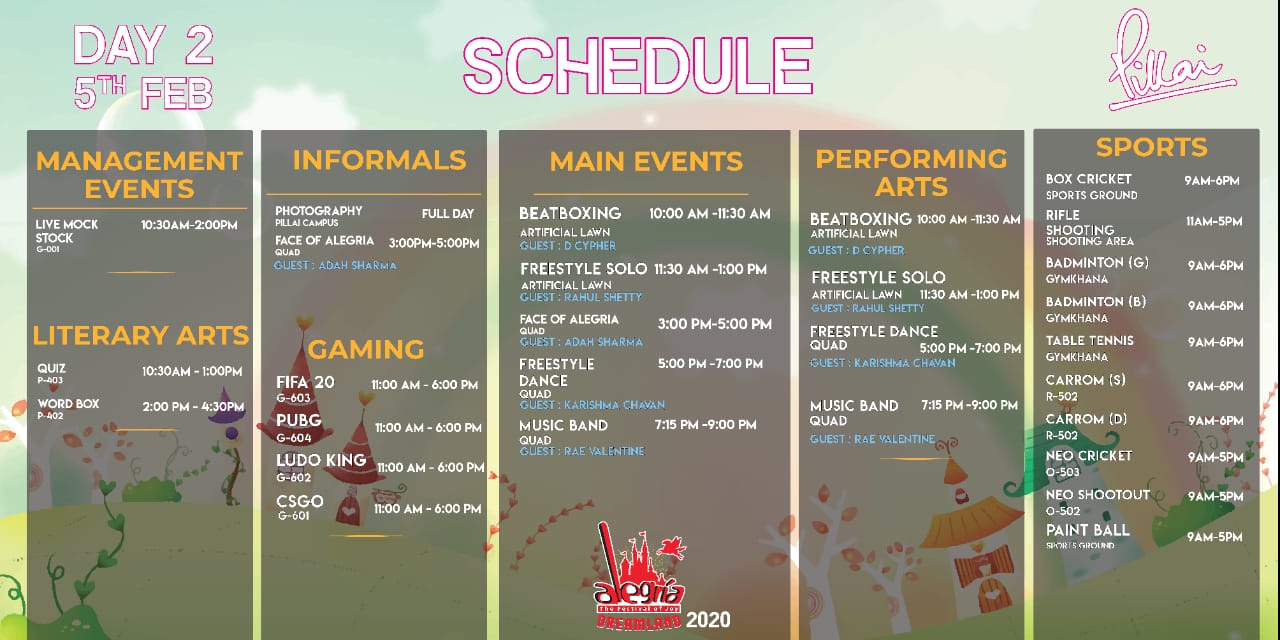 DAY 2
5TH FEB
SCHEDULE
Pillai
MANAGEMENT
EVENTS
LIVE MOCK 10:30AM-2:00PM
STOCK
G-001
LITERARY ARTS
QUIZ 10:30AM - 1:00PM
P-403
WORD BOX 2:00 PM - 4:30PM
P-402
INFORMALS
PHOTOGRAPHY FULL DAY
PILLAI CAMPUS
FACE OF ALEGRIA 3:00PM-5:00PM
QUAD
GUEST : ADAH SHARMA
GAMING
FIFA 20 11:00 AM - 6:00 PM
G-603
PUBG 11:00 AM - 6:00 PM
G-604
LUDO KING 11:00 AM - 6:00 PM
G-602
CSGO 11:00 AM - 6:00 PM
G-601
MAIN EVENTS
BEATBOXING 10:00 AM -11:30 AM
ARTIFICIAL LAWN
GUEST : D CYPHER
FREESTYLE SOLO 11:30 AM -1:00 PM
ARTIFICIAL LAWN
GUEST : RAHUL SHETTY
FACE OF ALEGRIA 3:00 PM-5:00 PM
QUAD
GUEST : ADAH SHARMA
FREESTYLE 5:00 PM -7:00 PM
DANCE
QUAD
GUEST : KARISHMA CHAVAN
MUSIC BAND 7:15 PM -9:00 PM
QUAD
GUEST : RAE VALENTINE
alegria
The Festival of Joy
DREAMLAND 2020
PERFORMING
ARTS
BEATBOXING 10:00 AM -11:30 AM
ARTIFICIAL LAWN
GUEST : D CYPHER
FREESTYLE SOLO
ARTIFICIAL LAWN 11:30 AM -1:00 PM
GUEST : RAHUL SHETTY
FREESTYLE DANCE
QUAD 5:00 PM -7:00 PM
GUEST : KARISHMA CHAVAN
MUSIC BAND 7:15 PM -9:00 PM
QUAD
GUEST : RAE VALENTINE
SPORTS
BOX CRICKET 9AM-6PM
SPORTS GROUND
RIFLE 11AM-5PM
SHOOTING
SHOOTING AREA
BADMINTON (G) 9AM-6PM
GYMKHANA
BADMINTON (B) 9AM-6PM
GYMKHANA
TABLE TENNIS 9AM-6PM
GYMKHANA
CARROM (S) 9AM-6PM
R-502
CARROM (D) 9AM-6PM
R-502
NEO CRICKET 9AM-5PM
O-503
NEO SHOOTOUT 9AM-5PM
O-502
PAINT BALL 9AM-5PM
SPORTS GROUND